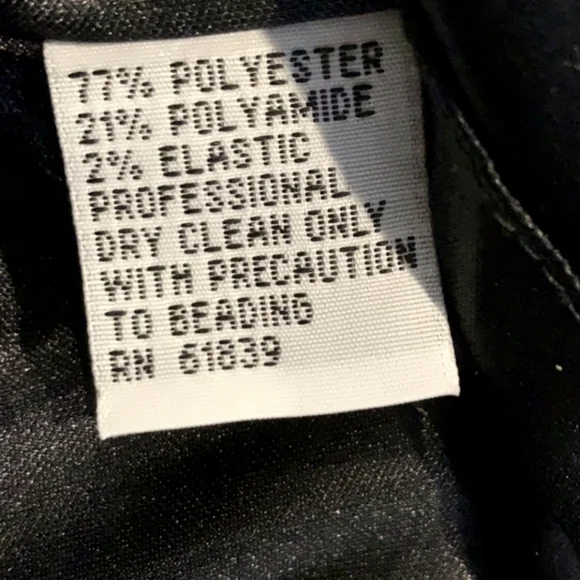 77% POLYESTER
21% POLYAMIDE
2% ELASTIC
PROFESSIONAL
DRY CLEAN ONLY
WITH PRECAUTION
TO BEADING
RN 61839